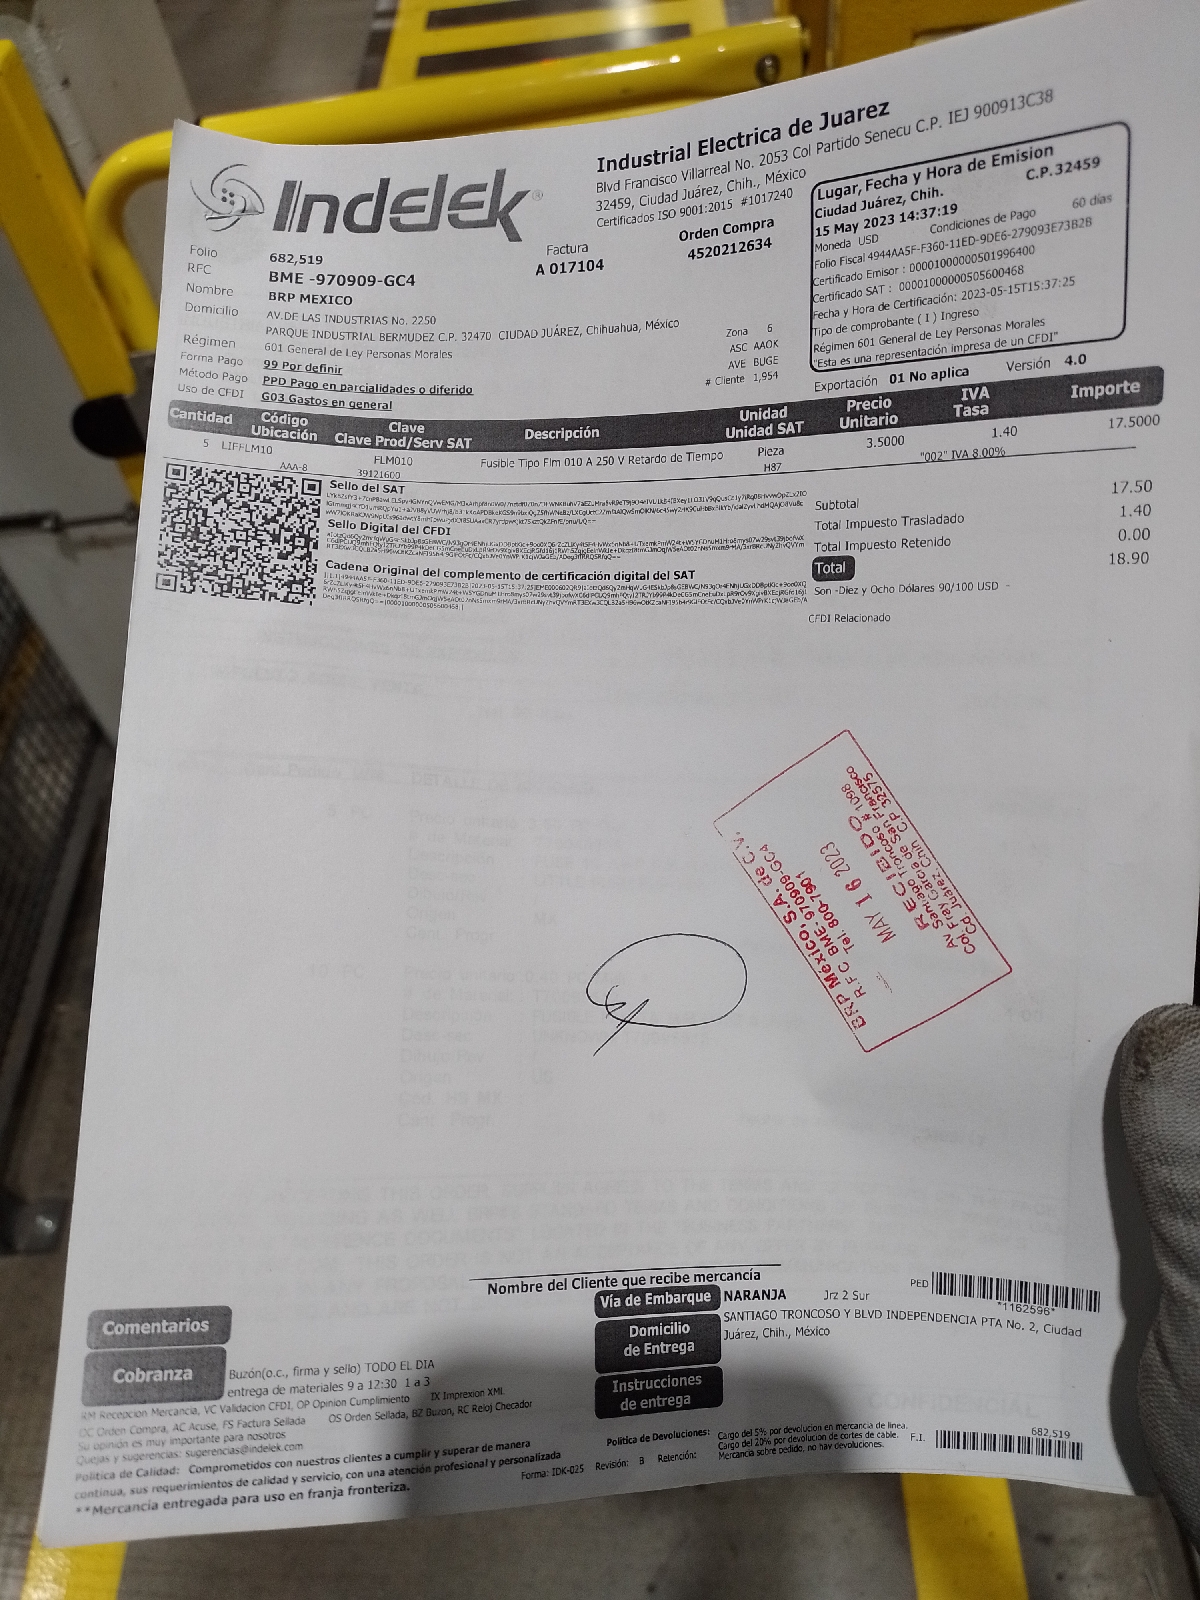 Indelek®
Industrial Electrica de Juarez
Blvd Francisco Villarreal No. 2053 Col Partido Senecu C.P. IEJ 900913C38
32459, Ciudad Juárez, Chih., México
Certificados ISO 9001:2015 #1017240
Folio 682,519
Factura
A 017104
Orden Compra
4520212634
Lugar, Fecha y Hora de Emision
Ciudad Juárez, Chih. C.P. 32459
15 May 2023 14:37:19
Moneda USD Condiciones de Pago 60 días
Folio Fiscal 4944AA5F-F360-11ED-9DE6-279093E73B2B
Certificado Emisor : 00001000000501996400
Certificado SAT : 00001000000505600468
Fecha y Hora de Certificación: 2023-05-15T15:37:25
Tipo de comprobante ( I ) Ingreso
Régimen 601 General de Ley Personas Morales
"Esta es una representación impresa de un CFDI"
RFC BME -970909-GC4
Nombre BRP MEXICO
Domicilio AV.DE LAS INDUSTRIAS No. 2250
PARQUE INDUSTRIAL BERMUDEZ C.P. 32470 CIUDAD JUÁREZ, Chihuahua, México
Régimen 601 General de Ley Personas Morales
Forma Pago 99 Por definir
Método Pago PPD Pago en parcialidades o diferido
Uso de CFDI G03 Gastos en general
Zona 6
ASC AAOK
AVE BUGE
# Cliente 1,954
Exportación 01 No aplica Versión 4.0
Cantidad Código Ubicación Clave Clave Prod/Serv SAT Descripción Unidad Unidad SAT Precio Unitario IVA Tasa Importe
5 LIFFLM10 FLM010 Fusible Tipo Flm 010 A 250 V Retardo de Tiempo Pieza 3.5000 1.40 17.5000
AAA-8 39121600 H87 "002" IVA 8.00%
Sello del SAT
Sello Digital del CFDI
Cadena Original del complemento de certificación digital del SAT
Subtotal 17.50
Total Impuesto Trasladado 1.40
Total Impuesto Retenido 0.00
Total 18.90
Son -Diez y Ocho Dólares 90/100 USD -
CFDI Relacionado
BRP México, S.A. de C.V.
R.F.C BME- 970909-GC4
Tel. 800-7901
MAY 16 2023
RECIBIDO
AV Santiago Troncoso # 1098
Col. Fray García de San Francisco
Cd. Juárez Chih C.P 32575
Nombre del Cliente que recibe mercancía
Vía de Embarque NARANJA Jrz 2 Sur
PED *1162596*
Domicilio de Entrega SANTIAGO TRONCOSO Y BLVD INDEPENDENCIA PTA No. 2, Ciudad
Juárez, Chih., México
Instrucciones de entrega
Comentarios
Cobranza Buzón(o.c., firma y sello) TODO EL DIA
entrega de materiales 9 a 12:30 1 a 3
RM Recepcion Mercancia, VC Validacion CFDI, OP Opinion Cumplimiento IX Imprexion XML
OC Orden Compra, AC Acuse, FS Factura Sellada OS Orden Sellada, BZ Buzon, RC Reloj Checador
Su opinión es muy importante para nosotros
Quejas y sugerencias: sugerencias@indelek.com
Política de Calidad: Comprometidos con nuestros clientes a cumplir y superar de manera
continua, sus requerimientos de calidad y servicio, con una atención profesional y personalizada
**Mercancia entregada para uso en franja fronteriza.
Forma: IDK-025 Revisión: B Retención:
Politica de Devoluciones: Cargo del 5% por devolucion en mercancia de linea.
Cargo del 20% por devolucion de cortes de cable.
Mercancia sobre pedido, no hay devoluciones.
F.I. 682,519